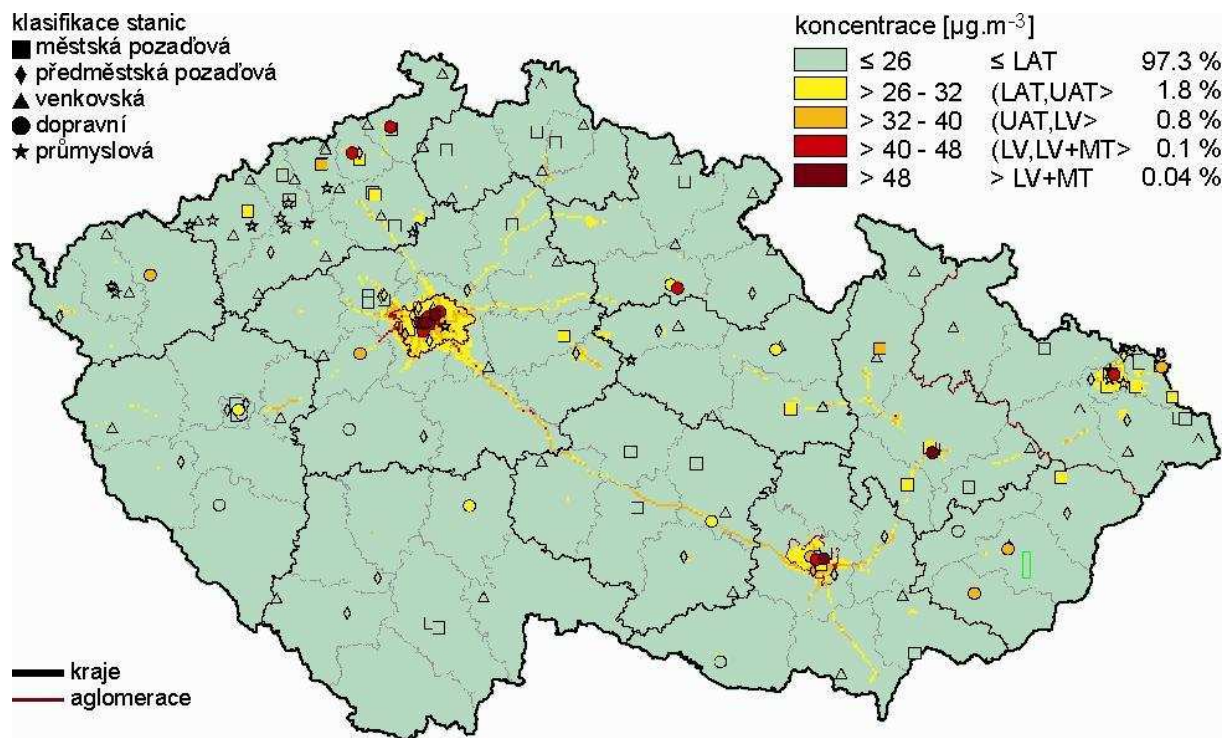 klasifikace stanic
městská pozaďová
předměstská pozaďová
venkovská
dopravní
průmyslová
koncentrace [µg.m⁻³]
≤ 26 ≤ LAT 97.3 %
> 26 - 32 (LAT,UAT> 1.8 %
> 32 - 40 (UAT,LV> 0.8 %
> 40 - 48 (LV,LV+MT> 0.1 %
> 48 > LV+MT 0.04 %
kraje
aglomerace